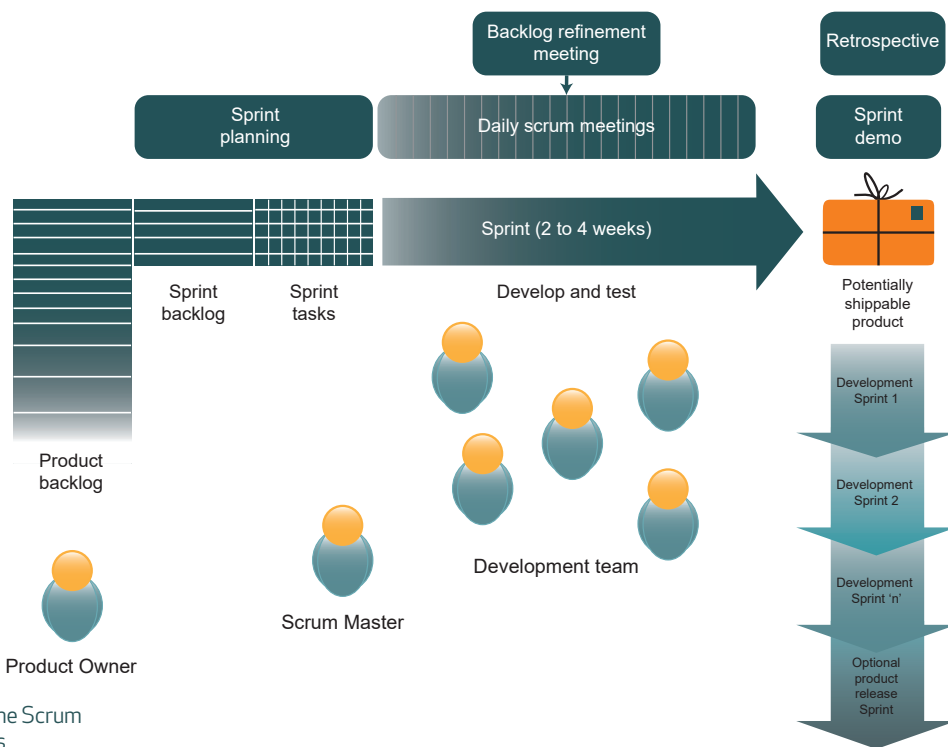 Backlog refinement
meeting
Retrospective
Sprint
planning
Daily scrum meetings
Sprint
demo
Sprint (2 to 4 weeks)
Sprint
backlog
Sprint
tasks
Develop and test
Potentially
shippable
product
Product
backlog
Development
Sprint 1
Development
Sprint 2
Development
Sprint ‘n’
Optional
product
release
Sprint
Development team
Scrum Master
Product Owner
Scrum